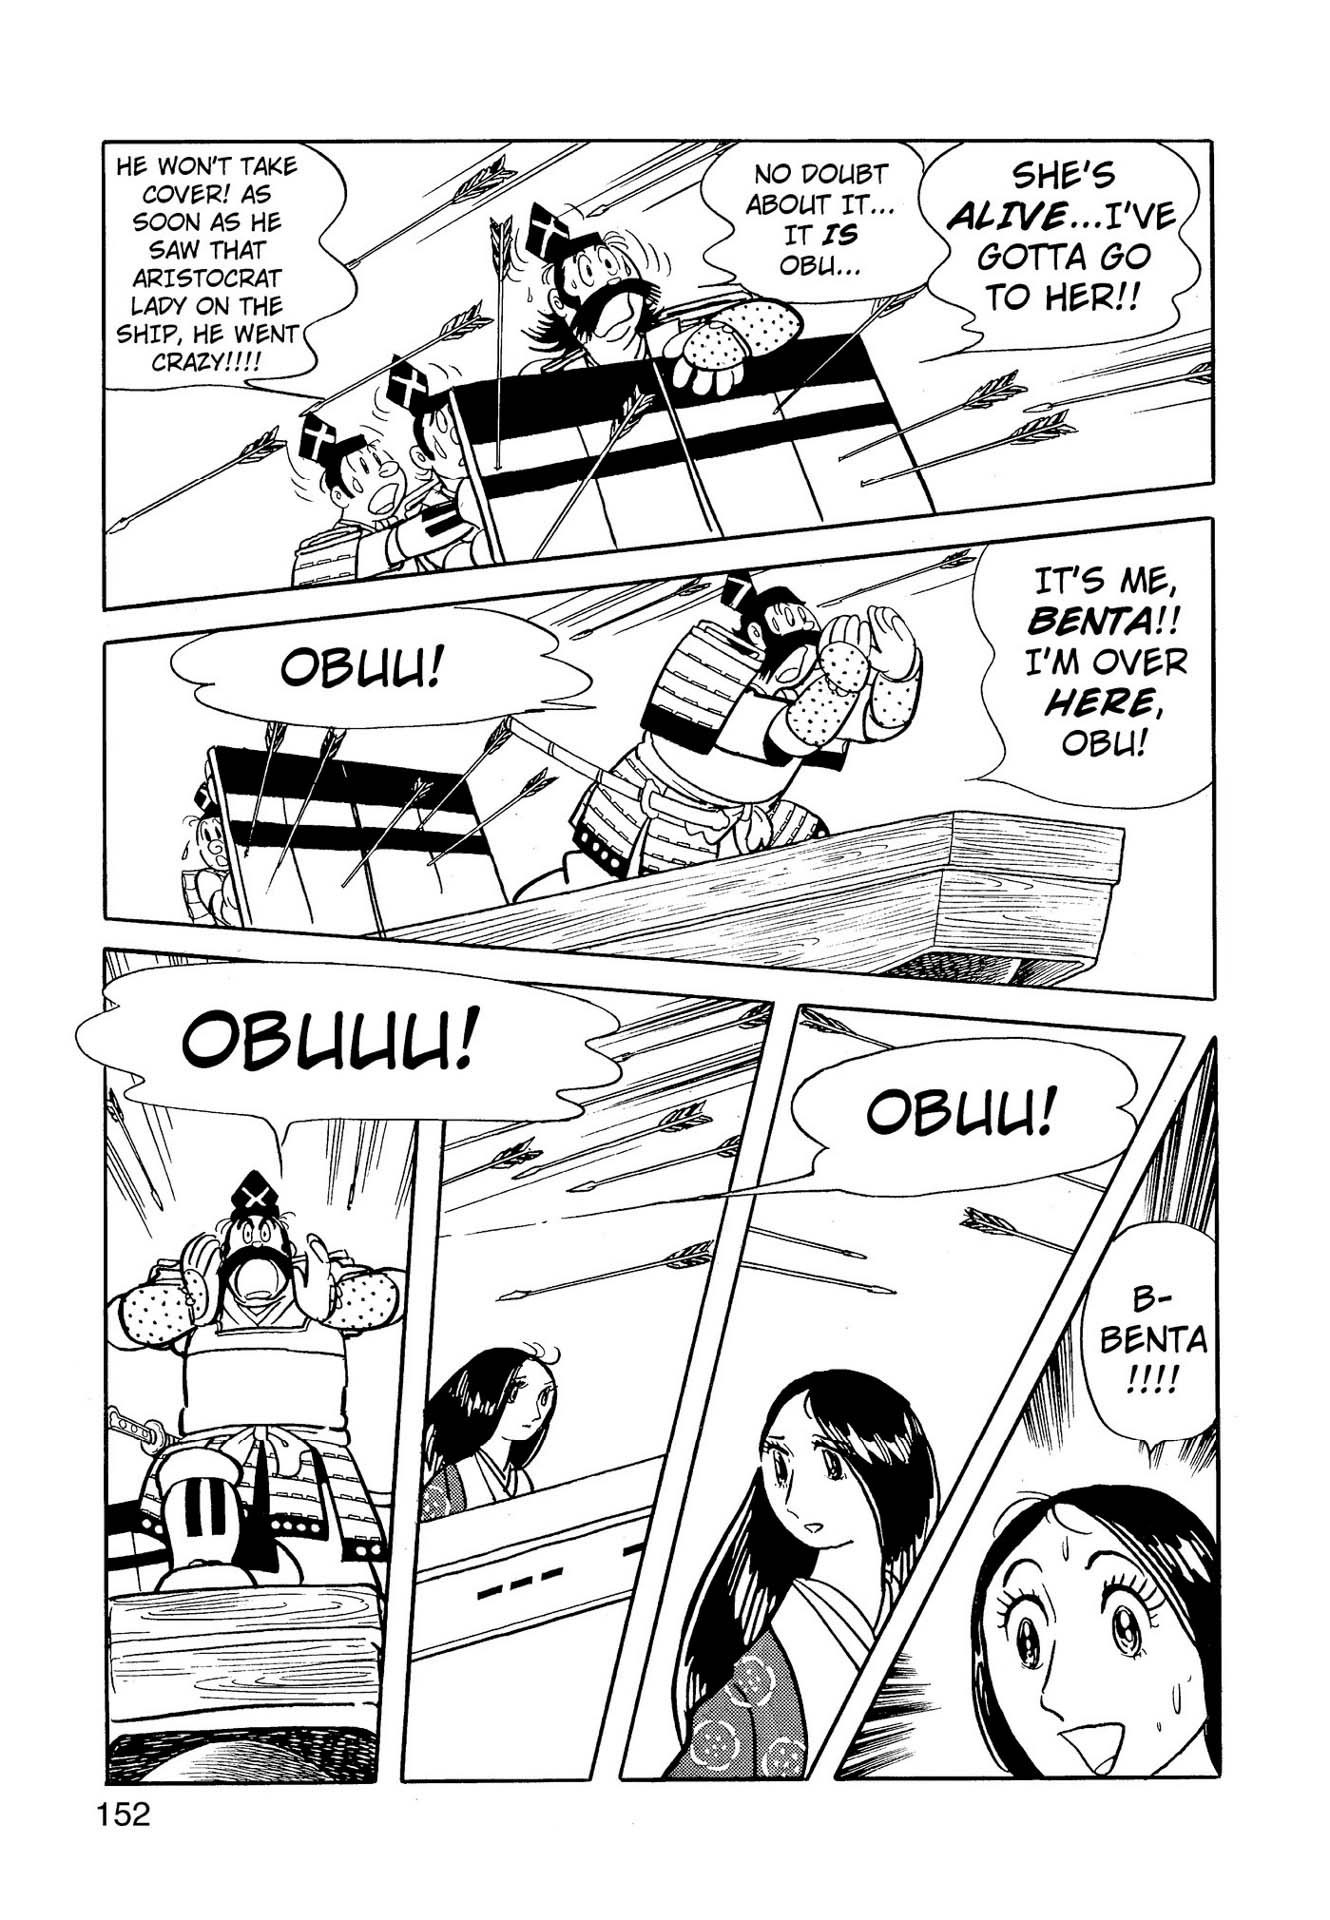 HE WON'T TAKE
COVER! AS
SOON AS HE
SAW THAT
ARISTOCRAT
LADY ON THE
SHIP, HE WENT
CRAZY!!!!
NO DOUBT
ABOUT IT...
IT IS
OBU...
SHE'S
ALIVE...I'VE
GOTTA GO
TO HER!!
OBUU!
IT'S ME,
BENTA!!
I'M OVER
HERE,
OBU!
OBUUU!
OBUU!
B-
BENTA
!!!!
152